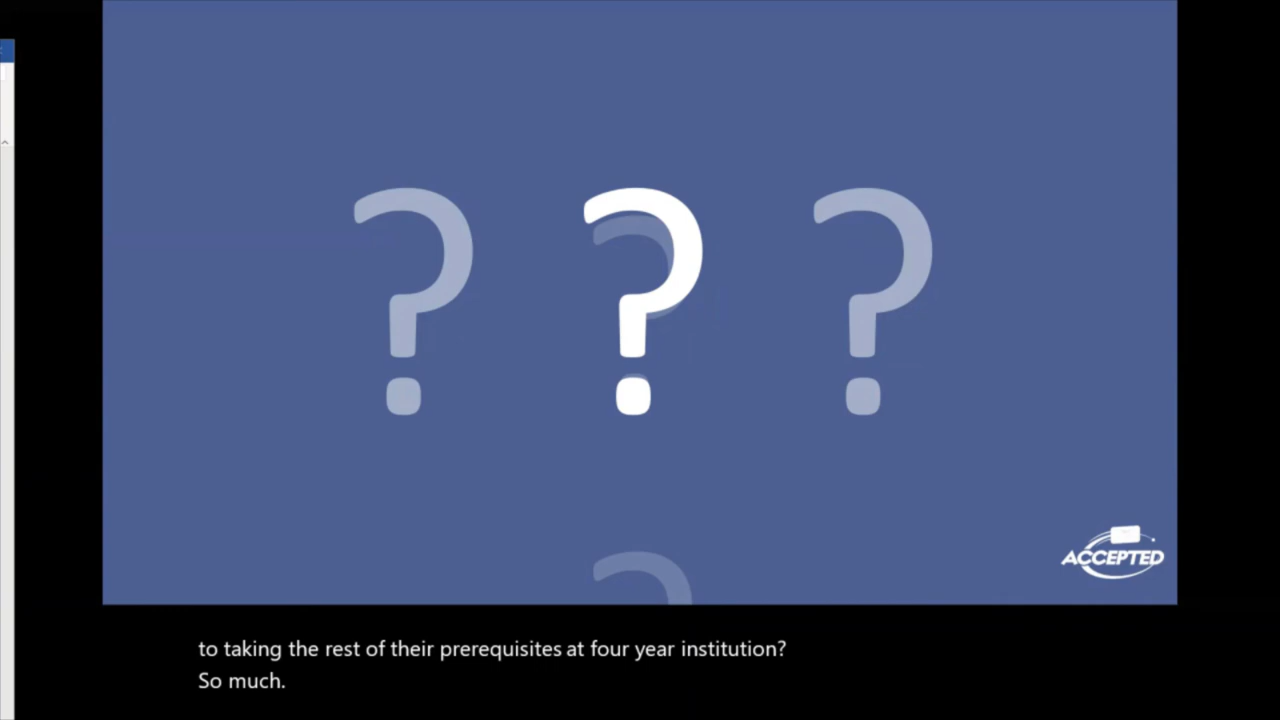 ? ? ?
?
ACCEPTED
to taking the rest of their prerequisites at four year institution?
So much.